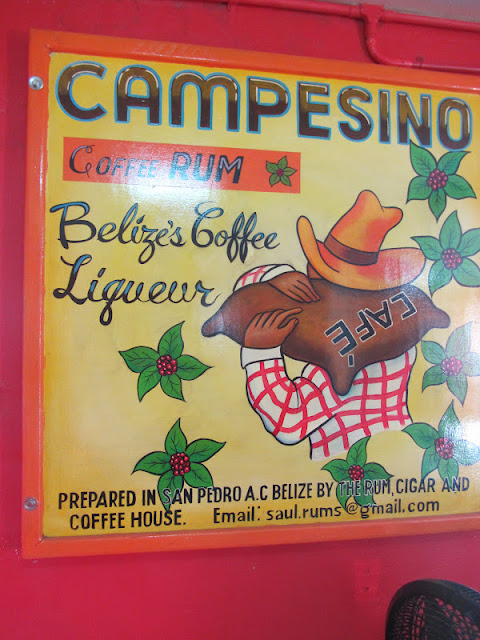 CAMPESINO
COFFEE RUM
Belize's Coffee
Liqueur
CAFÉ
PREPARED IN SAN PEDRO A.C BELIZE BY THE RUM, CIGAR AND
COFFEE HOUSE. Email: saul.rums@gmail.com